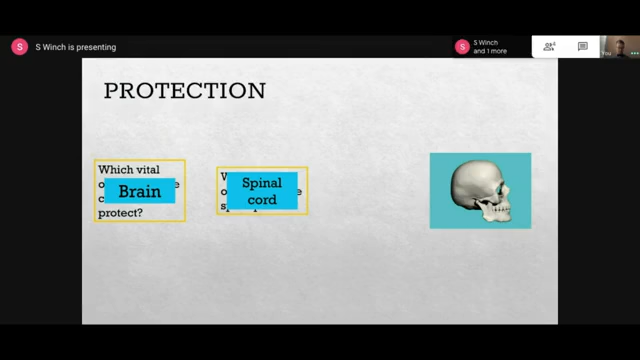 S
S Winch is presenting
S
S Winch
and 1 more
You
PROTECTION
Which vital
Brain
protect?
Spinal
cord